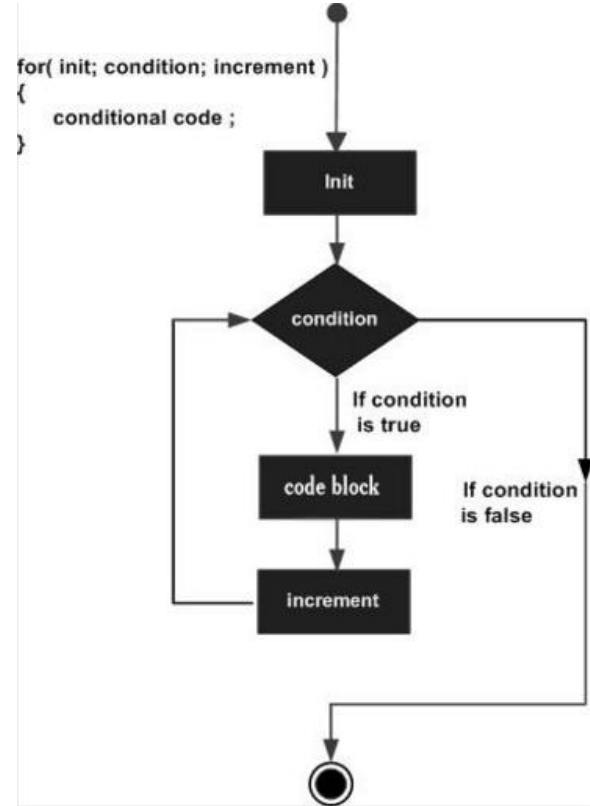 for( init; condition; increment )
{
conditional code ;
}
Init
condition
If condition
is true
code block
If condition
is false
increment